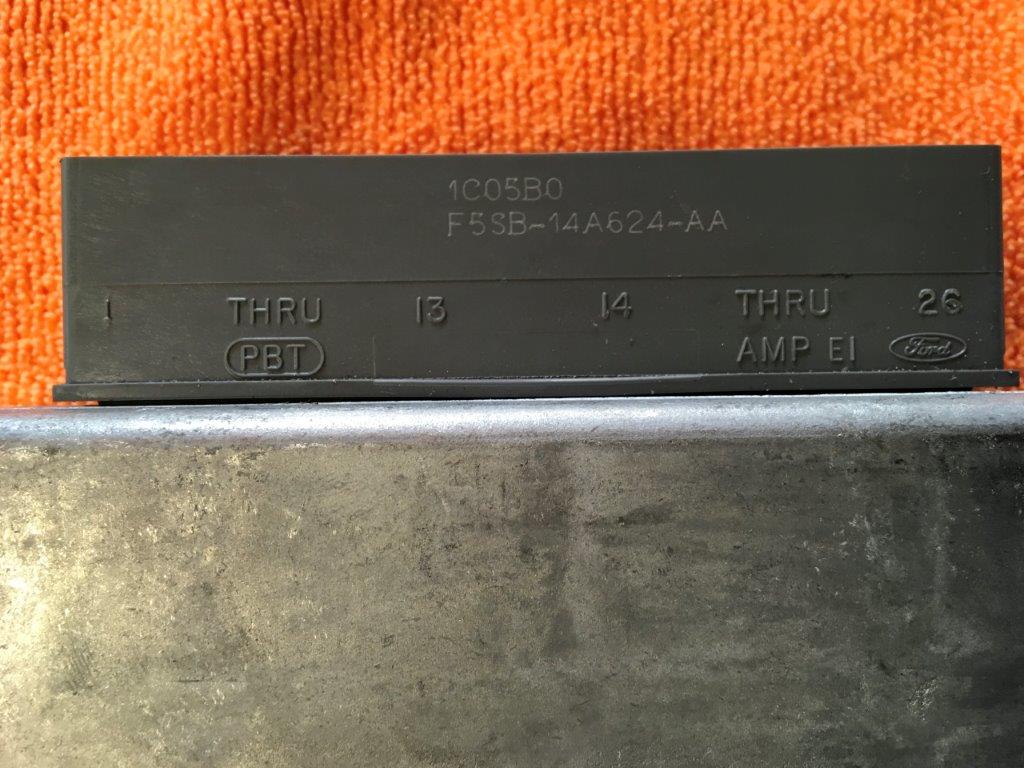 1C05B0
F5SB-14A624-AA
1 THRU 13 14 THRU 26
PBT AMP EI Ford